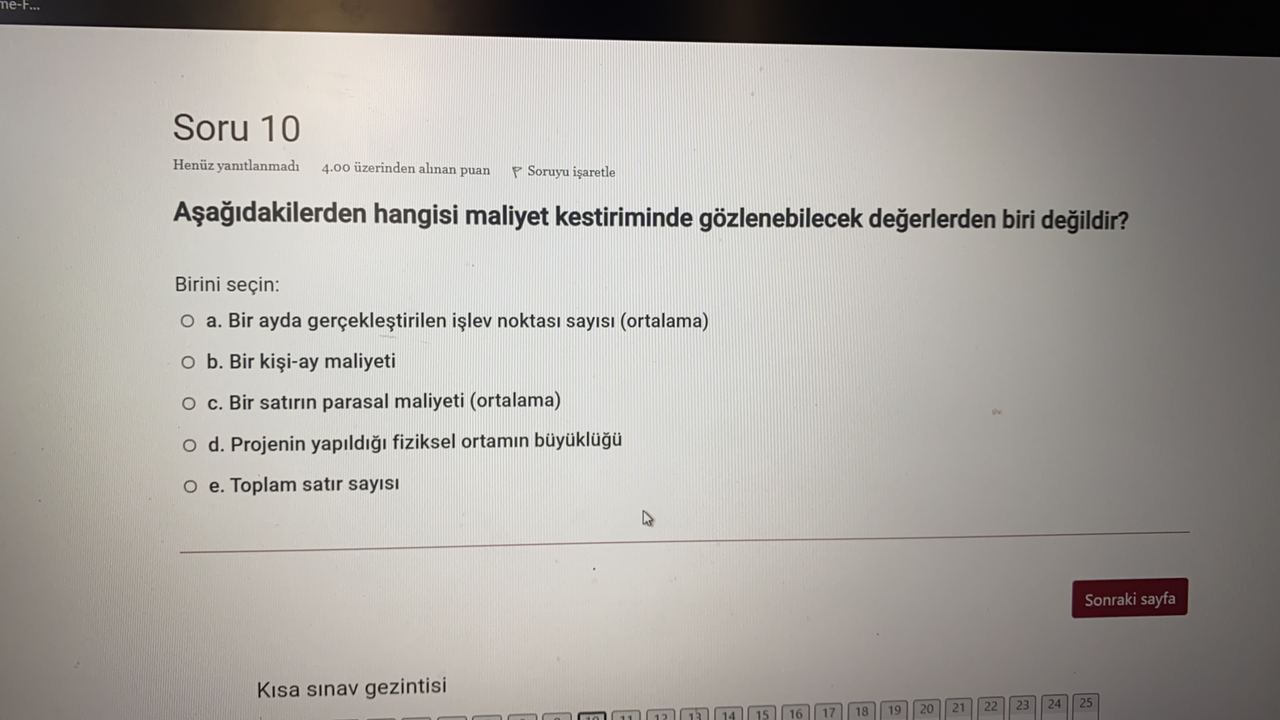 me-F...
Soru 10
Henüz yanıtlanmadı 4.00 üzerinden alınan puan Soruyu işaretle
Aşağıdakilerden hangisi maliyet kestiriminde gözlenebilecek değerlerden biri değildir?
Birini seçin:
a. Bir ayda gerçekleştirilen işlev noktası sayısı (ortalama)
b. Bir kişi-ay maliyeti
c. Bir satırın parasal maliyeti (ortalama)
d. Projenin yapıldığı fiziksel ortamın büyüklüğü
e. Toplam satır sayısı
Sonraki sayfa
Kısa sınav gezintisi
10 11 12 13 14 15 16 17 18 19 20 21 22 23 24 25